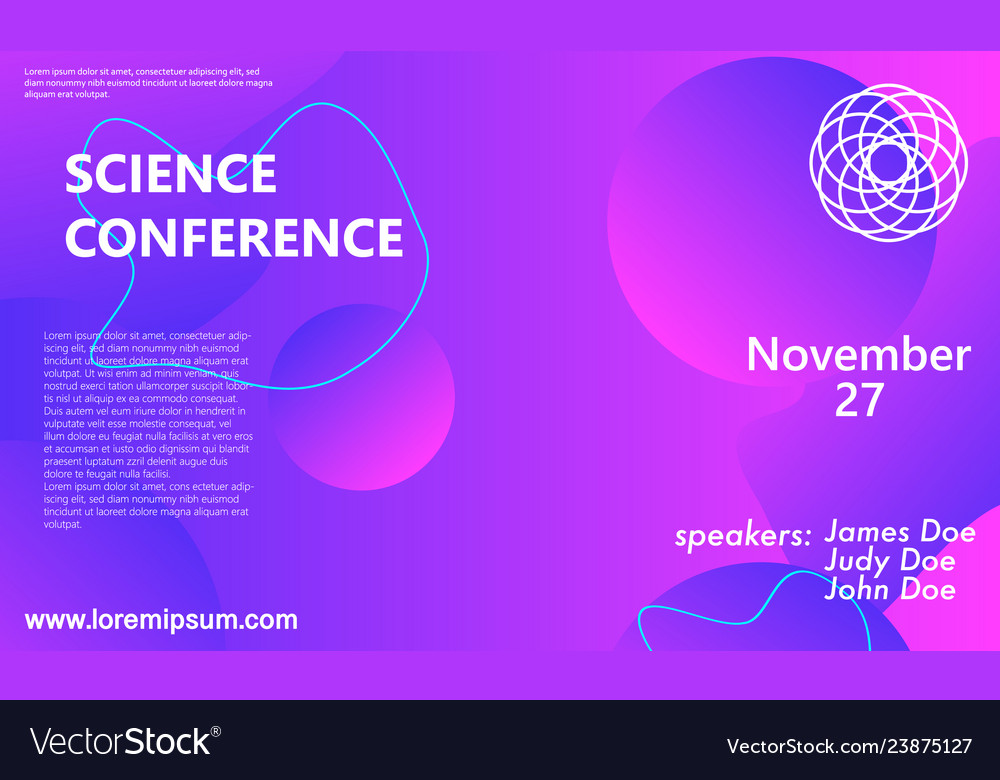 Lorem ipsum dolor sit amet, consectetuer adipiscing elit, sed
diam nonummy nibh euismod tincidunt ut laoreet dolore magna
aliquam erat volutpat.
SCIENCE
CONFERENCE
Lorem ipsum dolor sit amet, consectetuer adip-
iscing elit, sed diam nonummy nibh euismod
tincidunt ut laoreet dolore magna aliquam erat
volutpat. Ut wisi enim ad minim veniam, quis
nostrud exerci tation ullamcorper suscipit lobor-
tis nisl ut aliquip ex ea commodo consequat.
Duis autem vel eum iriure dolor in hendrerit in
vulputate velit esse molestie consequat, vel
illum dolore eu feugiat nulla facilisis at vero eros
et accumsan et iusto odio dignissim qui blandit
praesent luptatum zzril delenit augue duis
dolore te feugait nulla facilisi.
Lorem ipsum dolor sit amet, cons ectetuer adip-
iscing elit, sed diam nonummy nibh euismod
tincidunt ut laoreet dolore magna aliquam erat
volutpat.
www.loremipsum.com
November
27
speakers: James Doe
Judy Doe
John Doe
VectorStock®
VectorStock.com/23875127